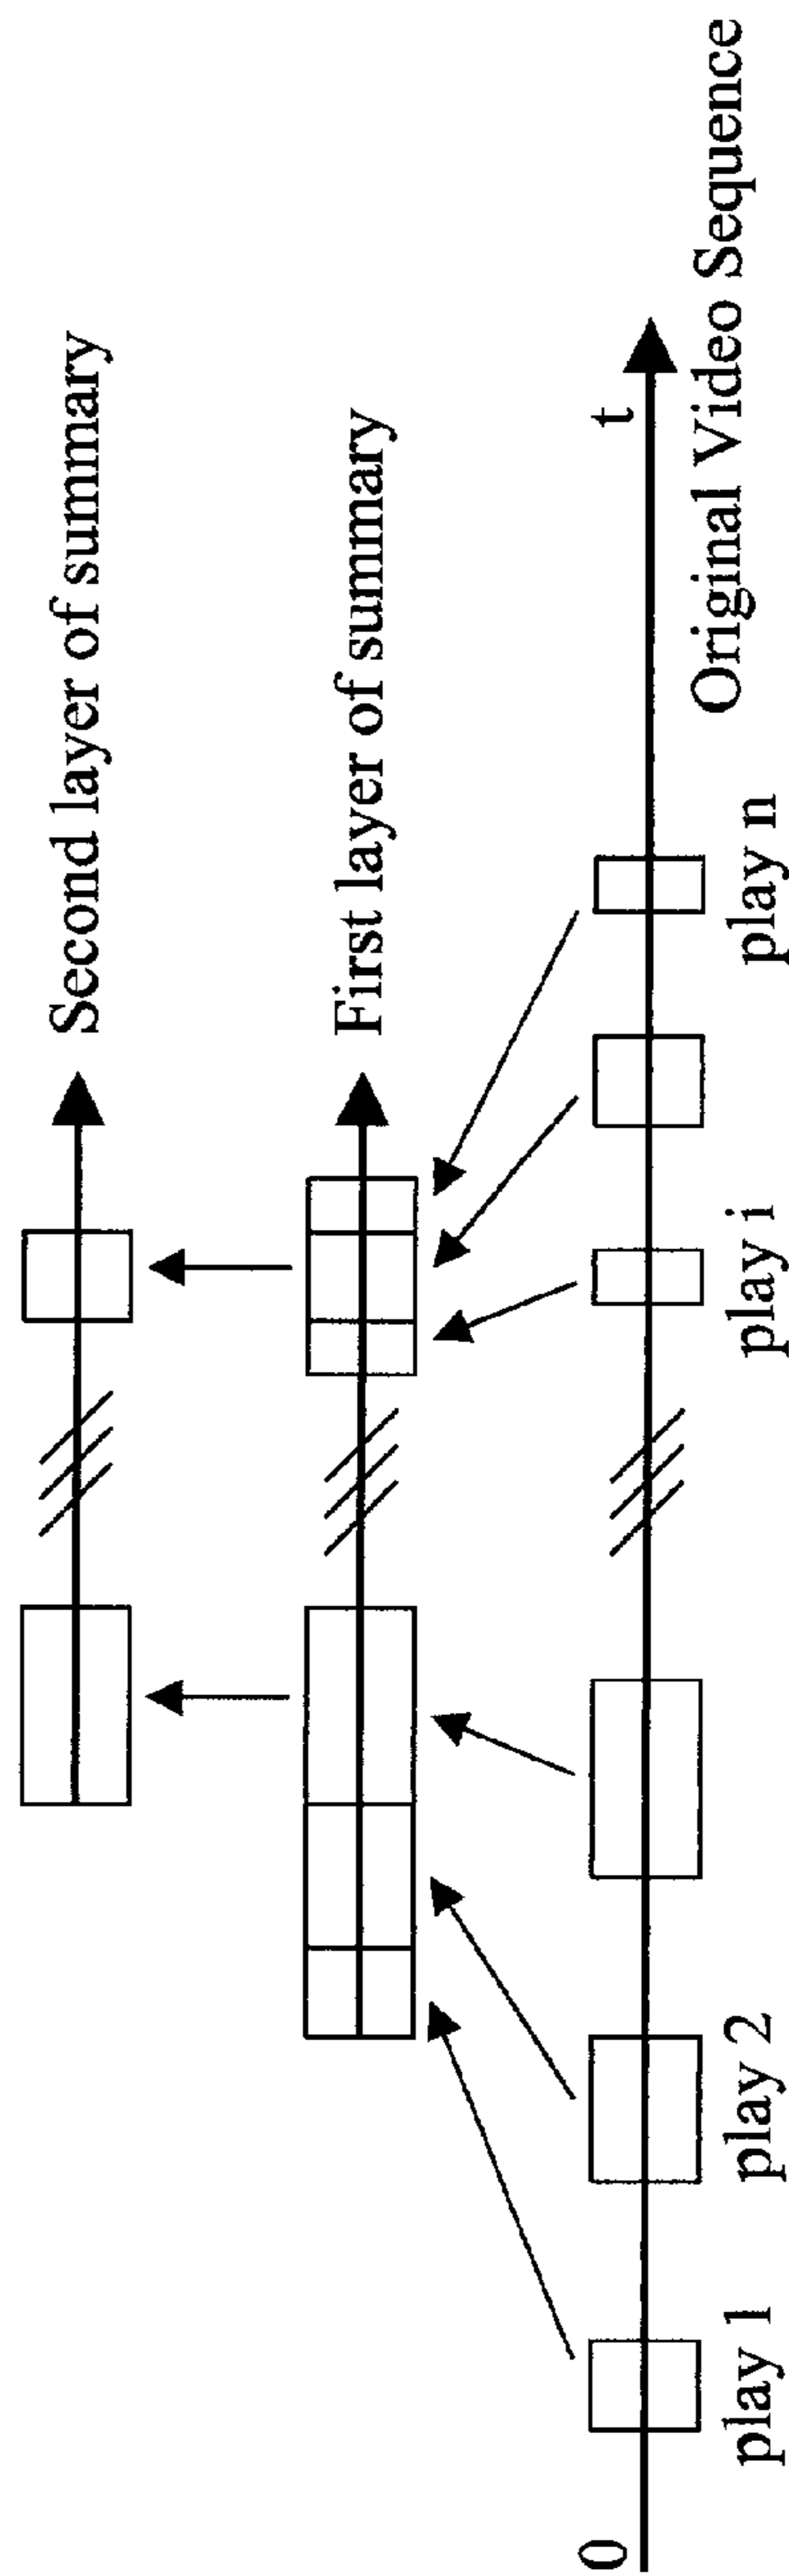 Second layer of summary
First layer of summary
0
t
play 1
play 2
play i
play n
Original Video Sequence